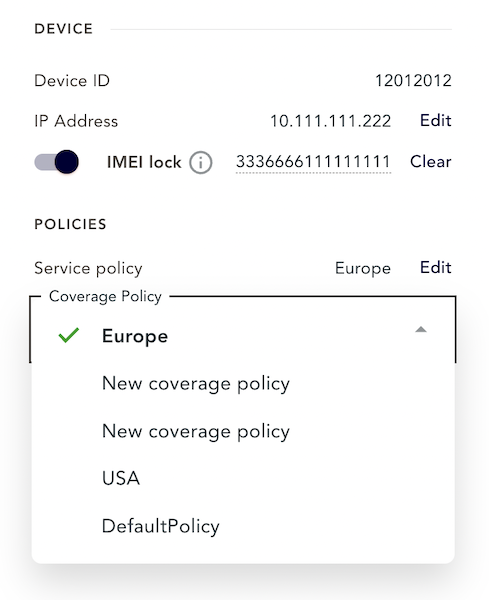 DEVICE
Device ID 12012012
IP Address 10.111.111.222 Edit
IMEI lock 3336666111111111 Clear
POLICIES
Service policy Europe Edit
Coverage Policy
Europe
New coverage policy
New coverage policy
USA
DefaultPolicy